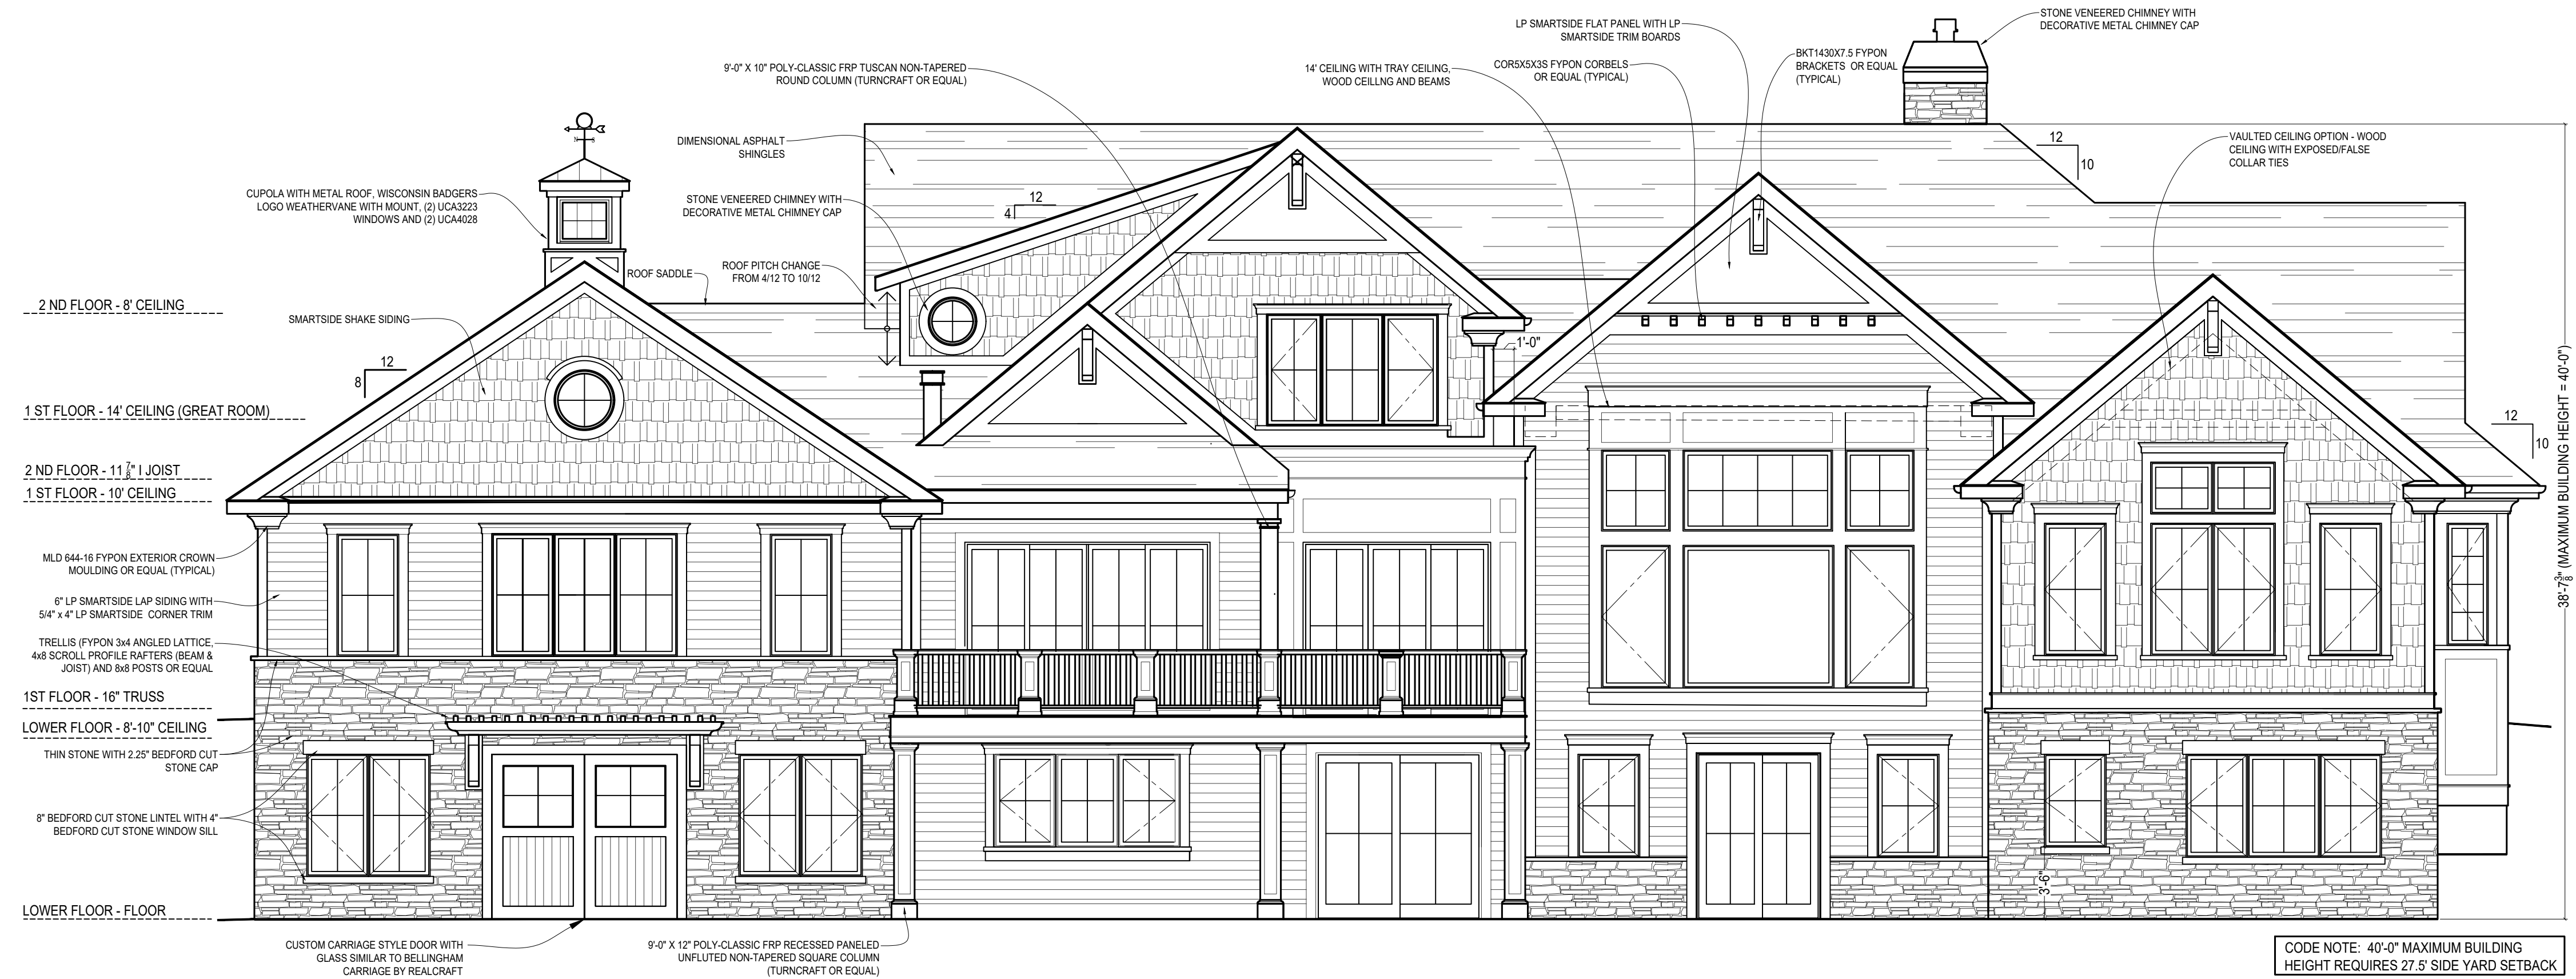 STONE VENEERED CHIMNEY WITH
DECORATIVE METAL CHIMNEY CAP
LP SMARTSIDE FLAT PANEL WITH LP
SMARTSIDE TRIM BOARDS
BKT1430X7.5 FYPON
BRACKETS OR EQUAL
(TYPICAL)
9'-0" X 10" POLY-CLASSIC FRP TUSCAN NON-TAPERED
ROUND COLUMN (TURNCRAFT OR EQUAL)
14' CEILING WITH TRAY CEILING,
WOOD CEILLNG AND BEAMS
COR5X5X3S FYPON CORBELS
OR EQUAL (TYPICAL)
DIMENSIONAL ASPHALT
SHINGLES
12
10
VAULTED CEILING OPTION - WOOD
CEILING WITH EXPOSED/FALSE
COLLAR TIES
N S
CUPOLA WITH METAL ROOF, WISCONSIN BADGERS
LOGO WEATHERVANE WITH MOUNT, (2) UCA3223
WINDOWS AND (2) UCA4028
STONE VENEERED CHIMNEY WITH
DECORATIVE METAL CHIMNEY CAP
12
4
ROOF SADDLE
ROOF PITCH CHANGE
FROM 4/12 TO 10/12
2 ND FLOOR - 8' CEILING
SMARTSIDE SHAKE SIDING
1'-0"
12
8
1 ST FLOOR - 14' CEILING (GREAT ROOM)
12
10
38'-7 3/8" (MAXIMUM BUILDING HEIGHT = 40'-0")
2 ND FLOOR - 11 7/8" I JOIST
1 ST FLOOR - 10' CEILING
MLD 644-16 FYPON EXTERIOR CROWN
MOULDING OR EQUAL (TYPICAL)
6" LP SMARTSIDE LAP SIDING WITH
5/4" x 4" LP SMARTSIDE CORNER TRIM
TRELLIS (FYPON 3x4 ANGLED LATTICE,
4x8 SCROLL PROFILE RAFTERS (BEAM &
JOIST) AND 8x8 POSTS OR EQUAL
1ST FLOOR - 16" TRUSS
LOWER FLOOR - 8'-10" CEILING
THIN STONE WITH 2.25" BEDFORD CUT
STONE CAP
8" BEDFORD CUT STONE LINTEL WITH 4"
BEDFORD CUT STONE WINDOW SILL
3'-6"
LOWER FLOOR - FLOOR
CUSTOM CARRIAGE STYLE DOOR WITH
GLASS SIMILAR TO BELLINGHAM
CARRIAGE BY REALCRAFT
9'-0" X 12" POLY-CLASSIC FRP RECESSED PANELED
UNFLUTED NON-TAPERED SQUARE COLUMN
(TURNCRAFT OR EQUAL)
CODE NOTE: 40'-0" MAXIMUM BUILDING
HEIGHT REQUIRES 27.5' SIDE YARD SETBACK